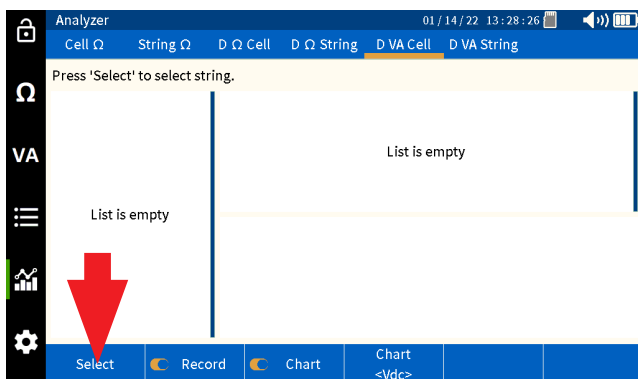 Analyzer 01/14/22 13:28:26
Cell Ω String Ω D Ω Cell D Ω String D VA Cell D VA String
Press 'Select' to select string.
Ω
VA
List is empty
List is empty
Select Record Chart Chart
<Vdc>